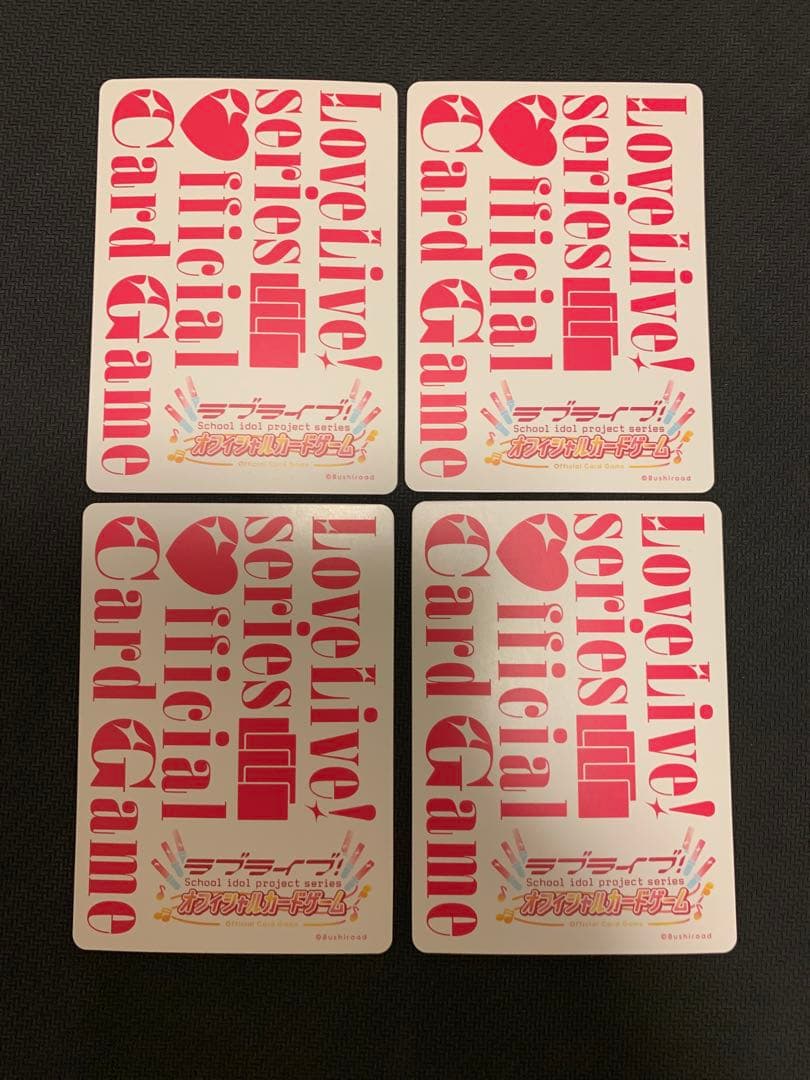 LoveLive!
series
fficial
Card Game
ラブライブ!
School idol project series
オフィシャルカードゲーム
Official Card Game
©Bushiroad
LoveLive!
series
fficial
Card Game
ラブライブ!
School idol project series
オフィシャルカードゲーム
Official Card Game
©Bushiroad
LoveLive!
series
fficial
Card Game
ラブライブ!
School idol project series
オフィシャルカードゲーム
Official Card Game
©Bushiroad
LoveLive!
series
fficial
Card Game
ラブライブ!
School idol project series
オフィシャルカードゲーム
Official Card Game
©Bushiroad